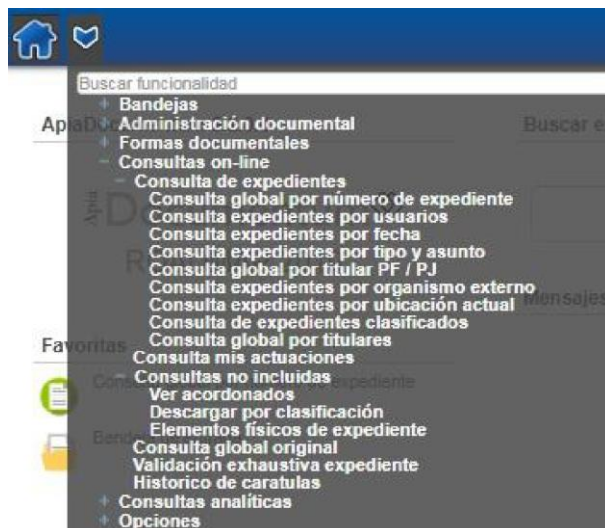 Buscar funcionalidad
Bandejas
Administración documental
Formas documentales
Consultas on-line
Consulta de expedientes
Consulta global por número de expediente
Consulta expedientes por usuarios
Consulta expedientes por fecha
Consulta expedientes por tipo y asunto
Consulta global por titular PF / PJ
Consulta expedientes por organismo externo
Consulta expedientes por ubicación actual
Consulta de expedientes clasificados
Consulta global por titulares
Consulta mis actuaciones
Consultas no incluidas
Ver acordonados
Descargar por clasificación
Elementos físicos de expediente
Consulta global original
Validación exhaustiva expediente
Historico de caratulas
Consultas analíticas
Opciones
Buscar e
Mensajes
Favoritas